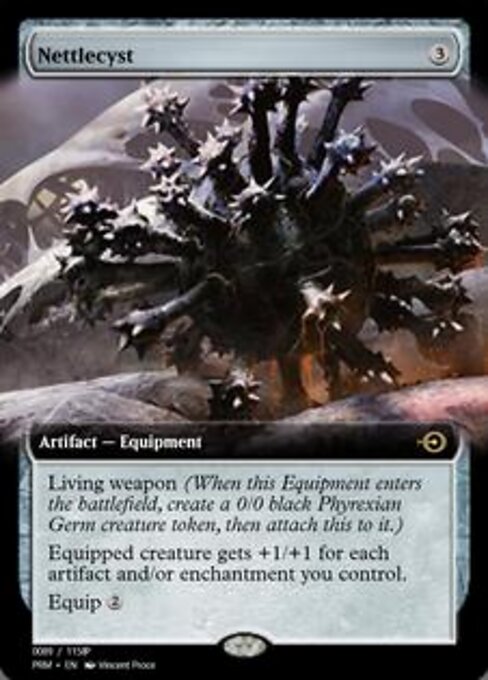 Nettlecyst 3
Artifact — Equipment
Living weapon (When this Equipment enters
the battlefield, create a 0/0 black Phyrexian
Germ creature token, then attach this to it.)
Equipped creature gets +1/+1 for each
artifact and/or enchantment you control.
Equip 2
PRM • EN Vincent Proce